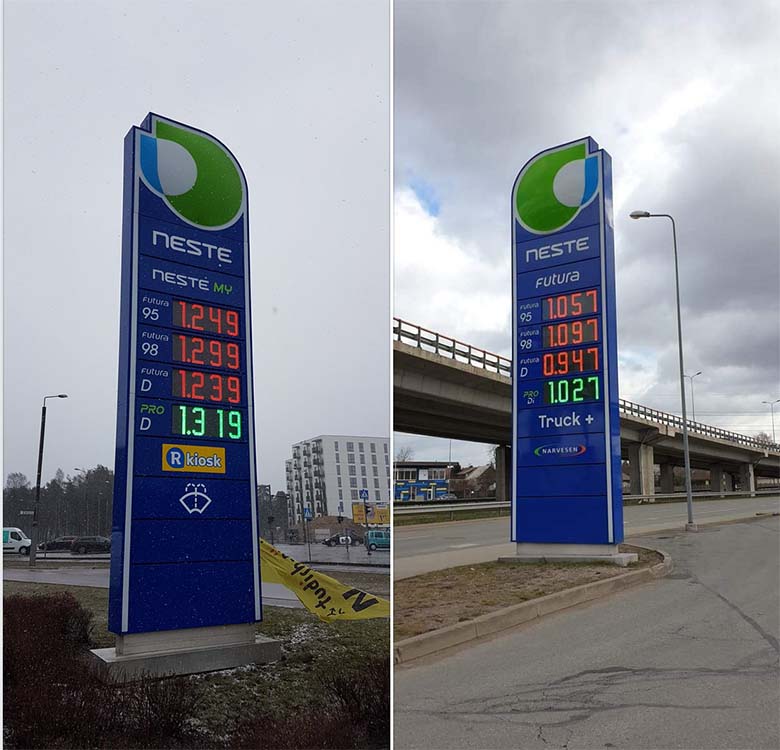 NESTE
NESTE MY
Futura 95 1.249
Futura 98 1.299
Futura D 1.239
PRO D 1.319
R kiosk
NESTE
Futura
Futura 95 1.057
Futura 98 1.097
Futura D 0.947
PRO Di 1.027
Truck +
NARVESEN